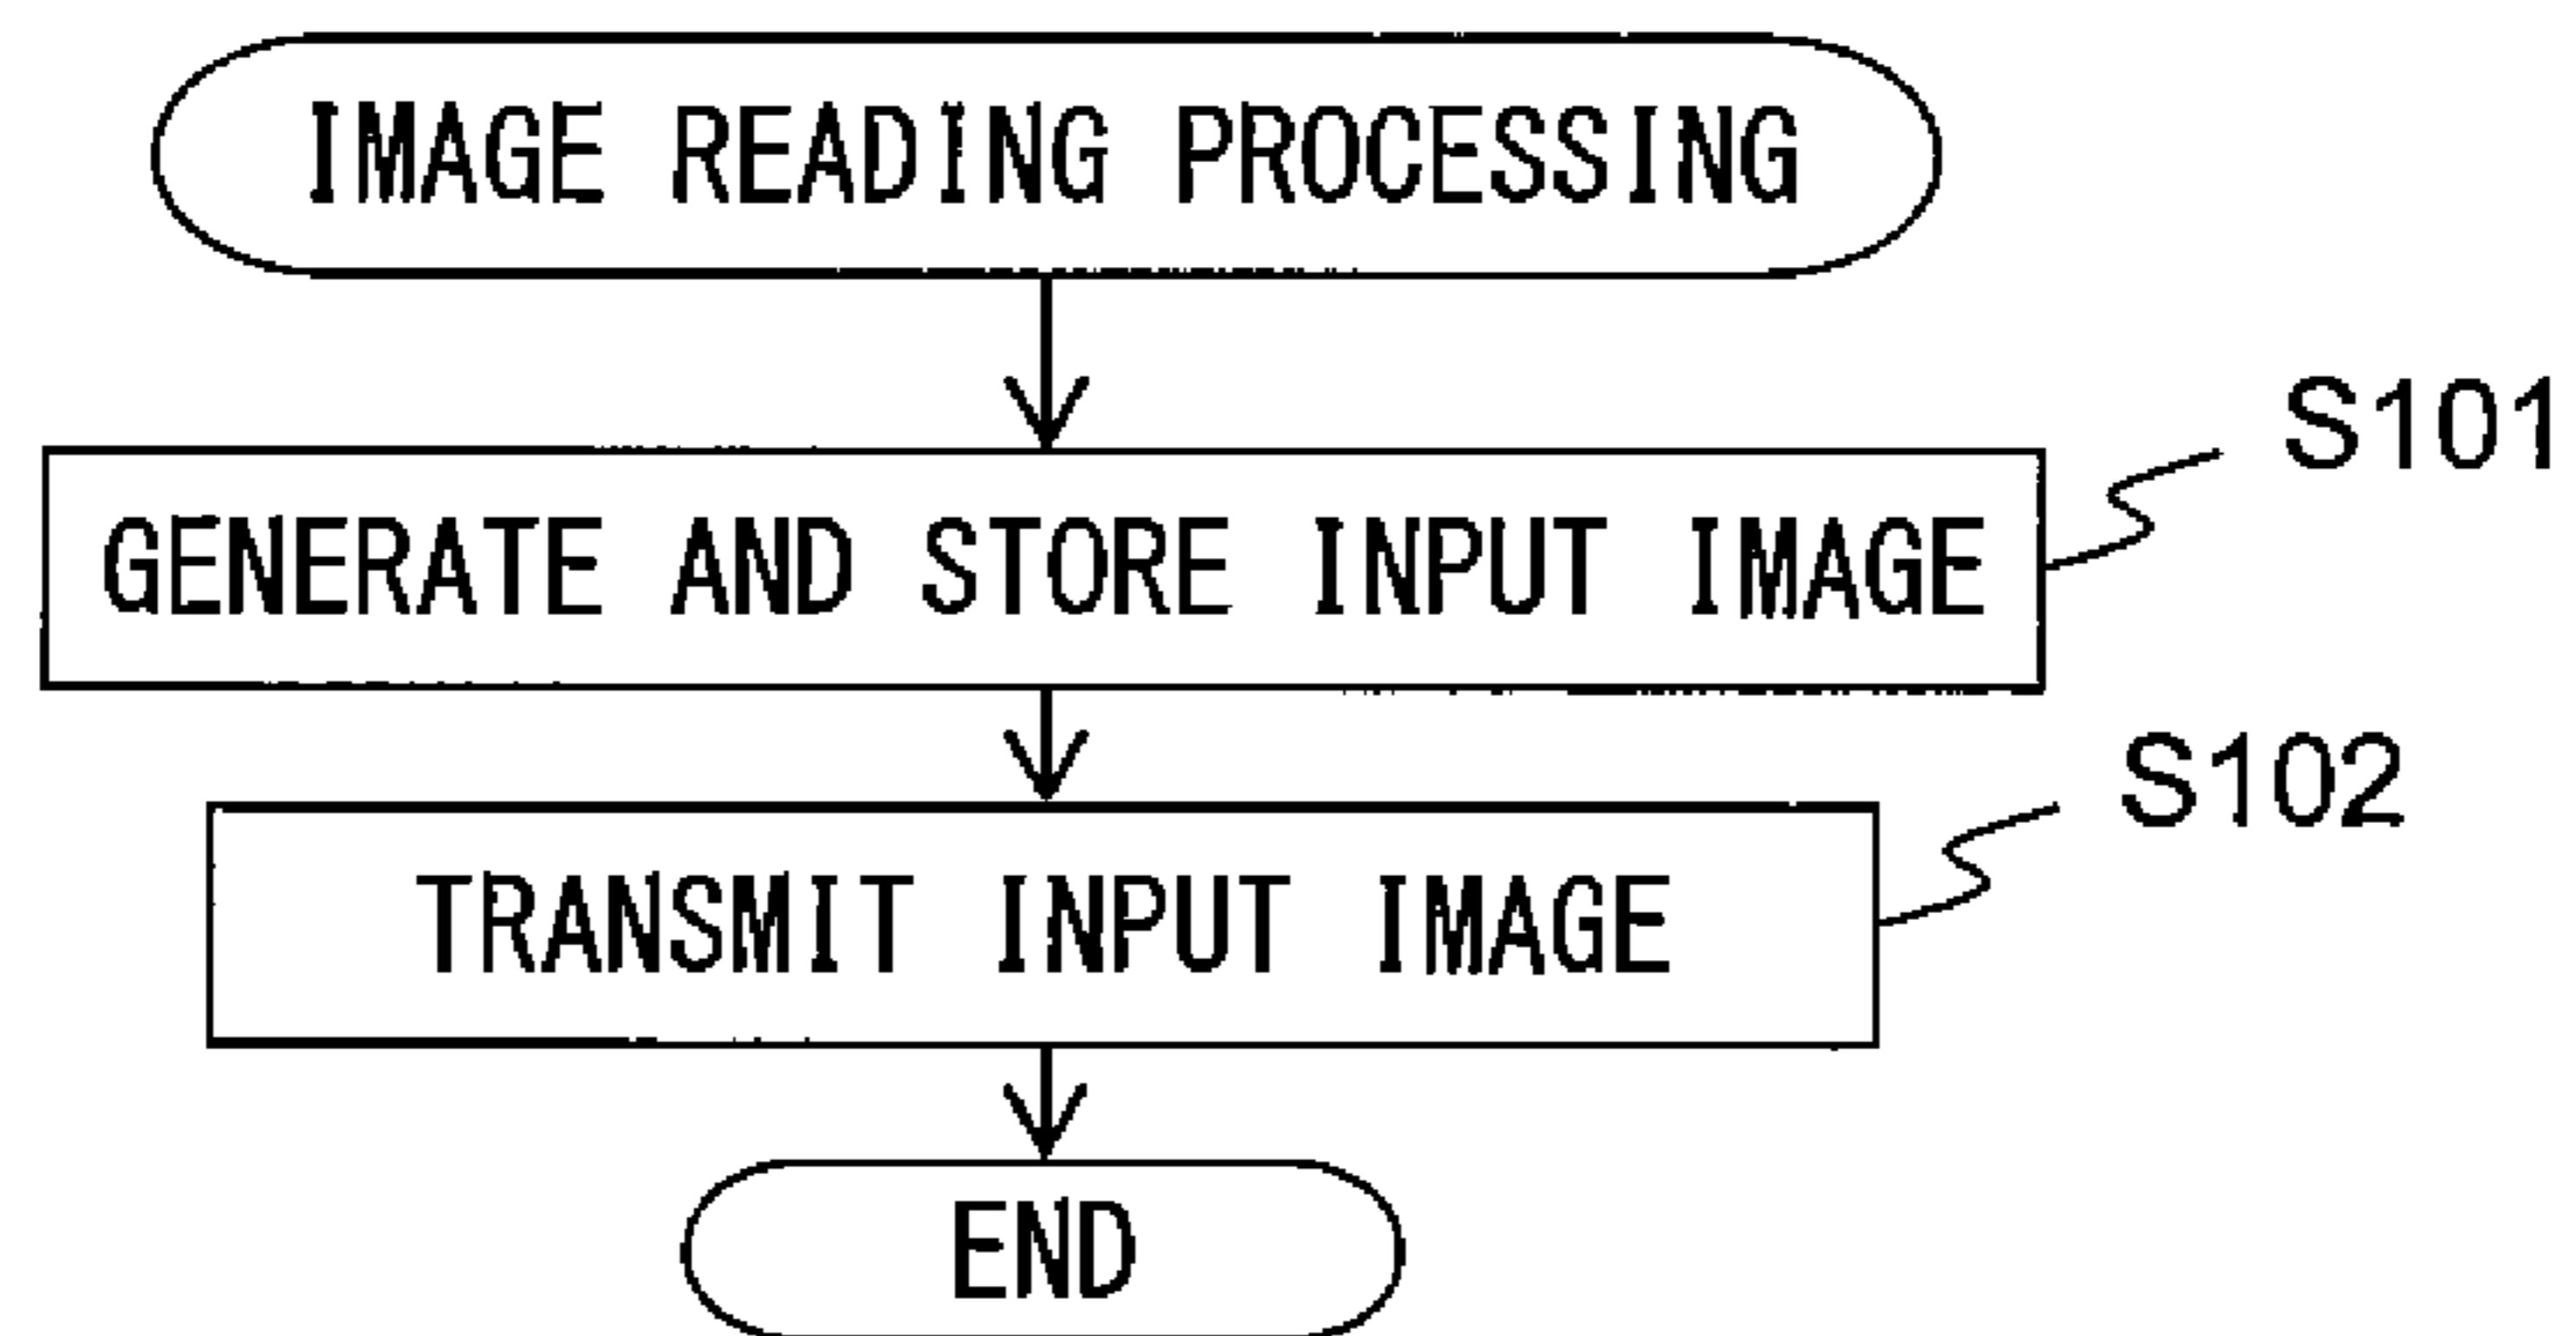 IMAGE READING PROCESSING
S101
GENERATE AND STORE INPUT IMAGE
S102
TRANSMIT INPUT IMAGE
END